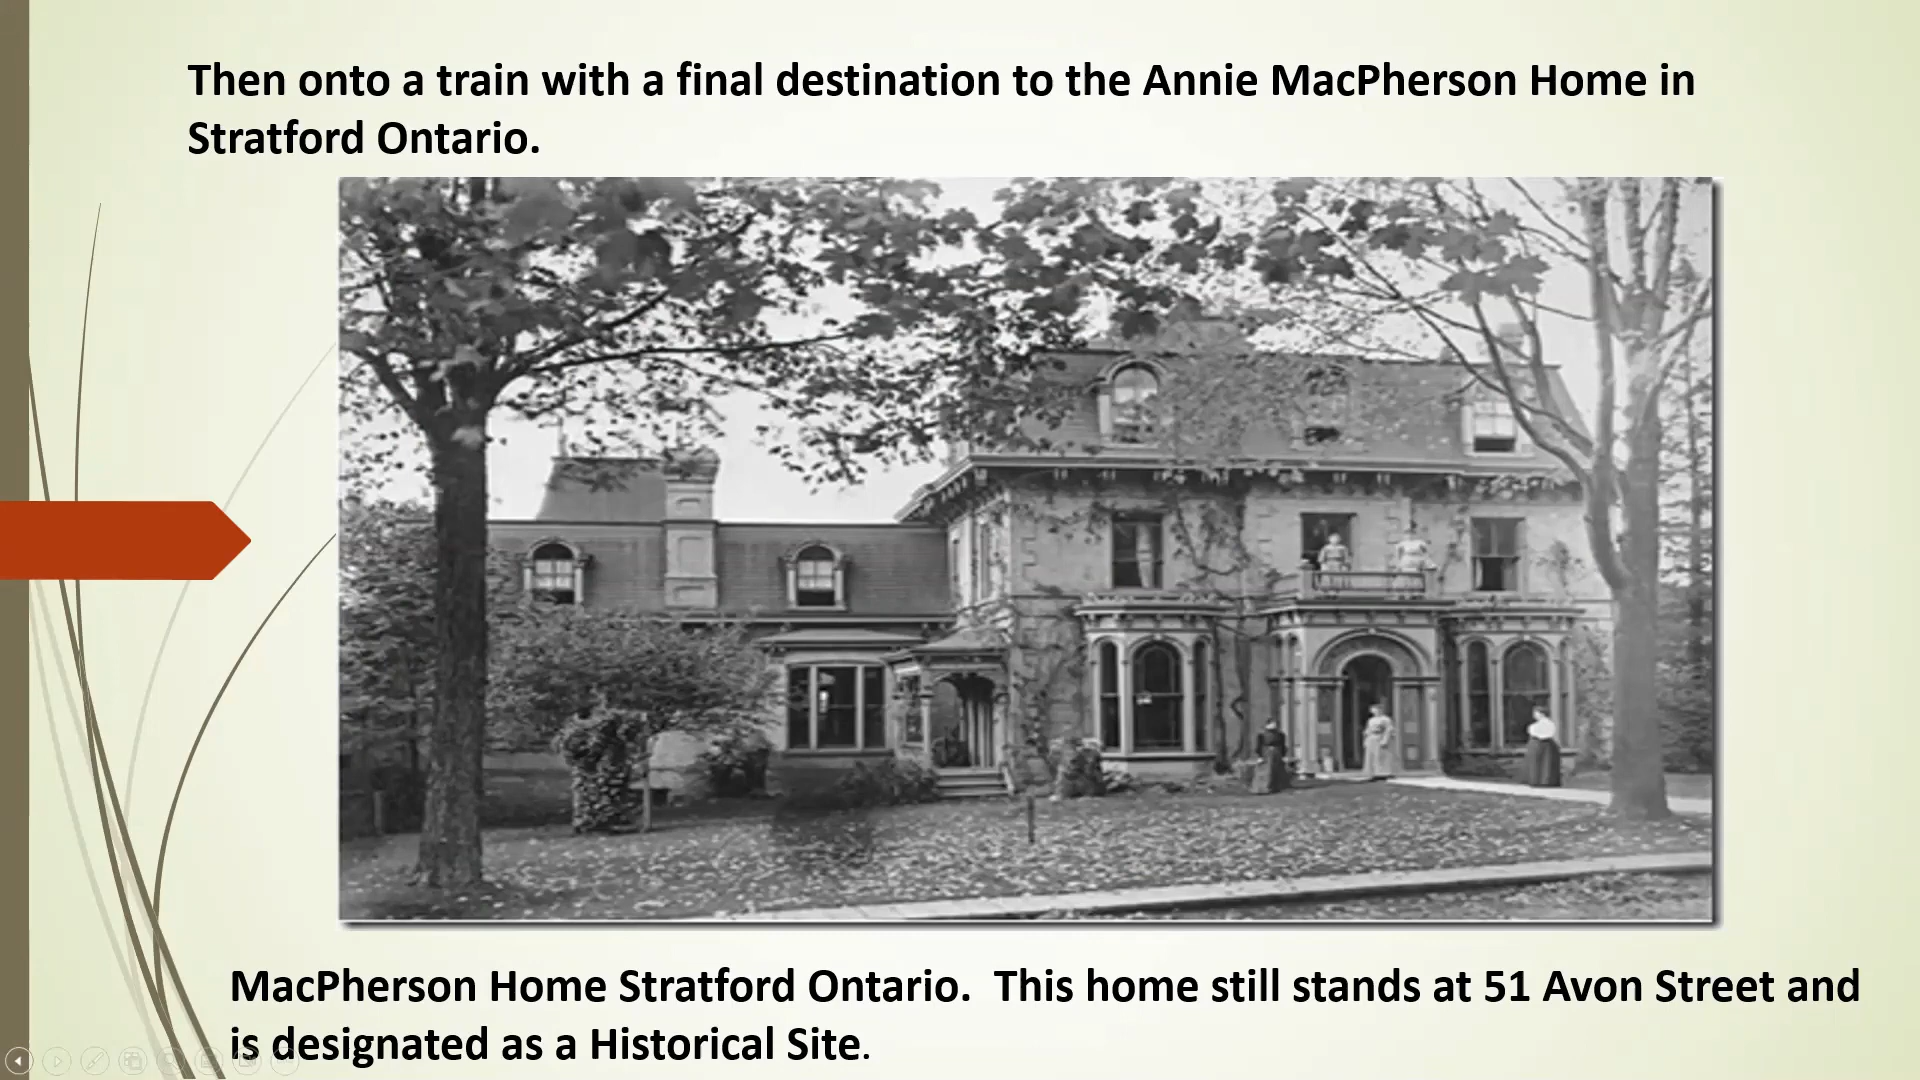 Then onto a train with a final destination to the Annie MacPherson Home in
Stratford Ontario.
MacPherson Home Stratford Ontario.  This home still stands at 51 Avon Street and
is designated as a Historical Site.